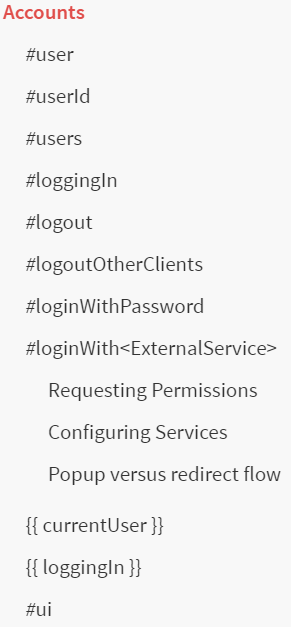 Accounts
#user
#userId
#users
#loggingIn
#logout
#logoutOtherClients
#loginWithPassword
#loginWith<ExternalService>
Requesting Permissions
Configuring Services
Popup versus redirect flow
{{ currentUser }}
{{ loggingIn }}
#ui